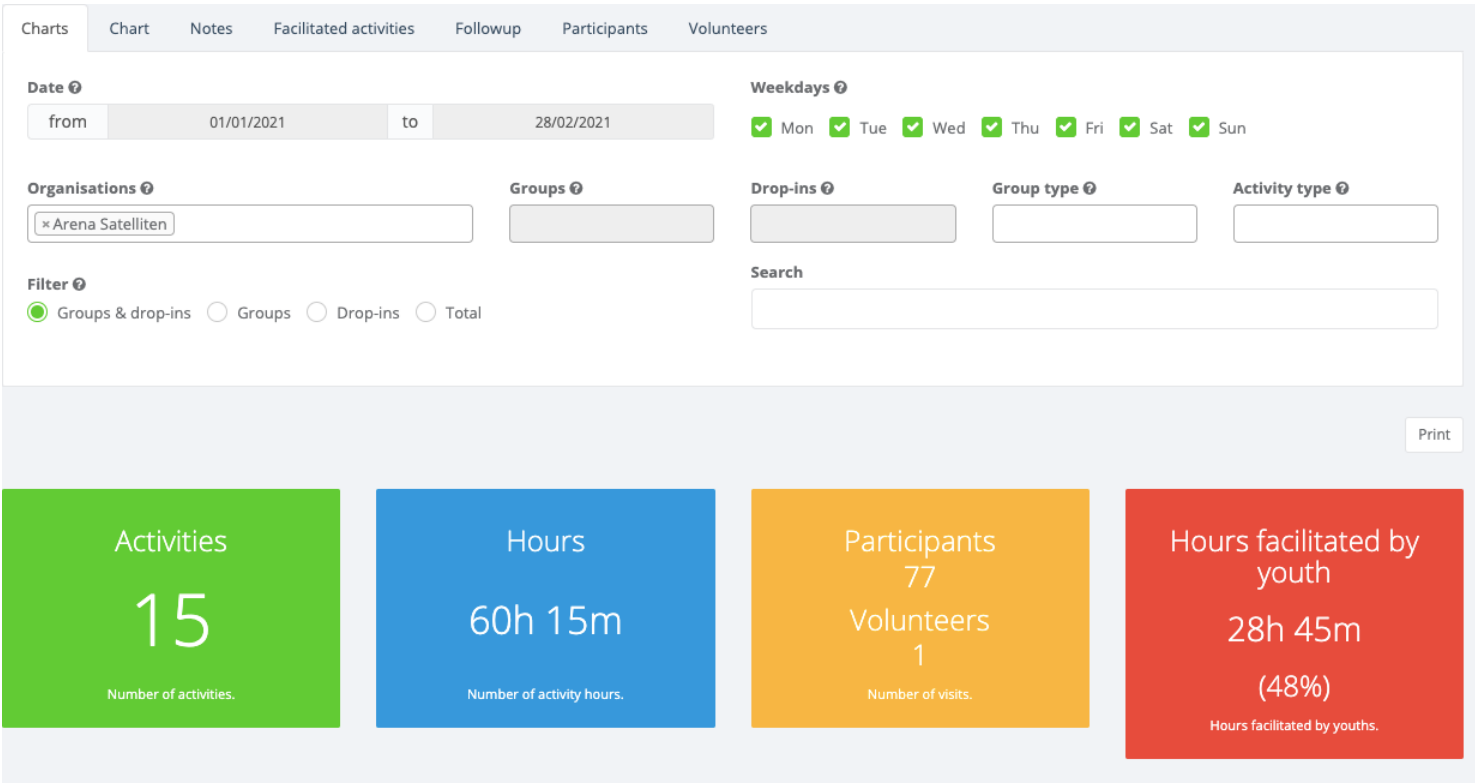 Charts Chart Notes Facilitated activities Followup Participants Volunteers
Date
Weekdays
from 01/01/2021 to 28/02/2021
Mon Tue Wed Thu Fri Sat Sun
Organisations Groups Drop-ins Group type Activity type
×Arena Satelliten
Filter
Search
Groups & drop-ins Groups Drop-ins Total
Print
Activities
15
Number of activities.
Hours
60h 15m
Number of activity hours.
Participants
77
Volunteers
1
Number of visits.
Hours facilitated by
youth
28h 45m
(48%)
Hours facilitated by youths.